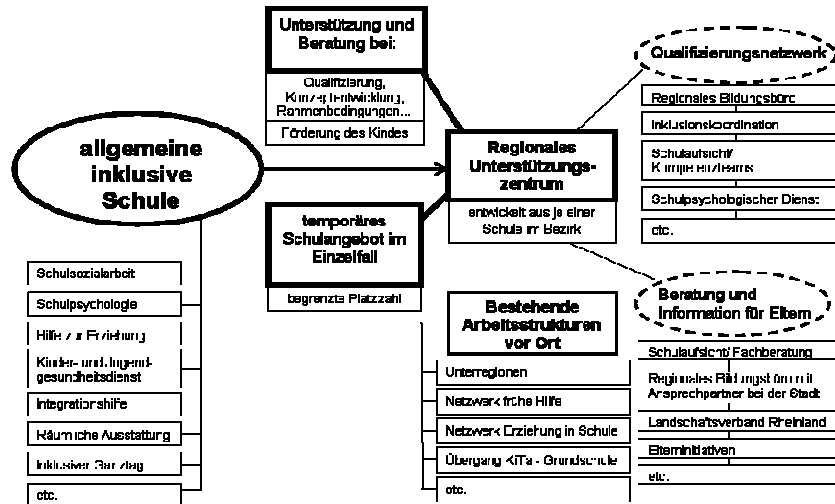 Unterstützung und
Beratung bei:
Qualifizierung,
Konzeptentwicklung,
Rahmenbedingungen...
Förderung des Kindes
allgemeine
inklusive
Schule
Regionales
Unterstützungs-
zentrum
entwickelt aus je einer
Schule im Bezirk
temporäres
Schulangebot im
Einzelfall
begrenzte Platzzahl
Qualifizierungsnetzwerk
Regionales Bildungsbüro
Inklusionskoordination
Schulaufsicht/
Kompetenzteams
Schulpsychologischer Dienst
etc.
Schulsozialarbeit
Schulpsychologie
Hilfe zur Erziehung
Kinder- und Jugend-
gesundheitsdienst
Integrationshilfe
Räumliche Ausstattung
Inklusiver Ganztag
etc.
Bestehende
Arbeitsstrukturen
vor Ort
Unterregionen
Netzwerk frühe Hilfe
Netzwerk Erziehung in Schule
Übergang KiTa - Grundschule
etc.
Beratung und
Information für Eltern
Schulaufsicht/ Fachberatung
Regionales Bildungsbüro mit
Ansprechpartner bei der Stadt
Landschaftsverband Rheinland
Elterninitiativen
etc.